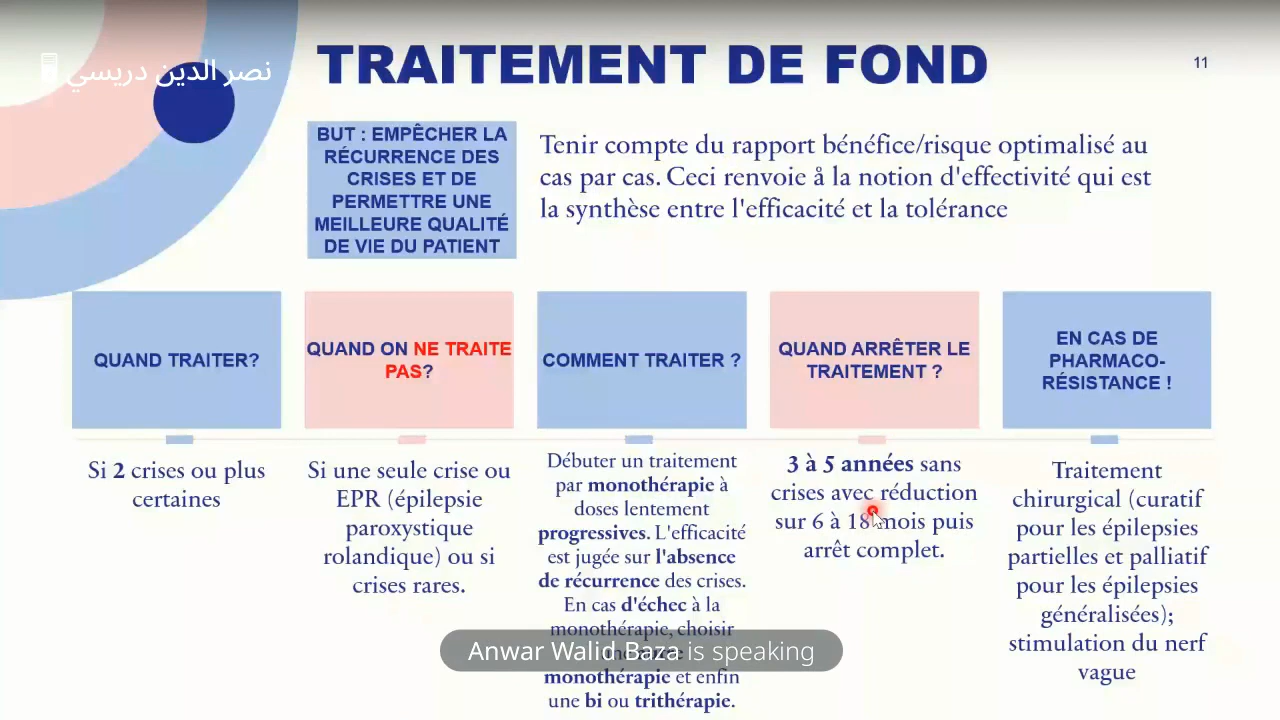 نصر الدين دريسي
TRAITEMENT DE FOND
11
BUT : EMPÊCHER LA
RÉCURRENCE DES
CRISES ET DE
PERMETTRE UNE
MEILLEURE QUALITÉ
DE VIE DU PATIENT
Tenir compte du rapport bénéfice/risque optimalisé au
cas par cas. Ceci renvoie å la notion d'effectivité qui est
la synthèse entre l'efficacité et la tolérance
QUAND TRAITER?
Si 2 crises ou plus
certaines
QUAND ON NE TRAITE
PAS?
Si une seule crise ou
EPR (épilepsie
paroxystique
rolandique) ou si
crises rares.
COMMENT TRAITER ?
Débuter un traitement
par monothérapie à
doses lentement
progressives. L'efficacité
est jugée sur l'absence
de récurrence des crises.
En cas d'échec à la
monothérapie, choisir
monothérapie et enfin
une bi ou trithérapie.
QUAND ARRÊTER LE
TRAITEMENT ?
3 à 5 années sans
crises avec réduction
sur 6 à 18 mois puis
arrêt complet.
EN CAS DE
PHARMACO-
RÉSISTANCE !
Traitement
chirurgical (curatif
pour les épilepsies
partielles et palliatif
pour les épilepsies
généralisées);
stimulation du nerf
vague
Anwar Walid Baza is speaking